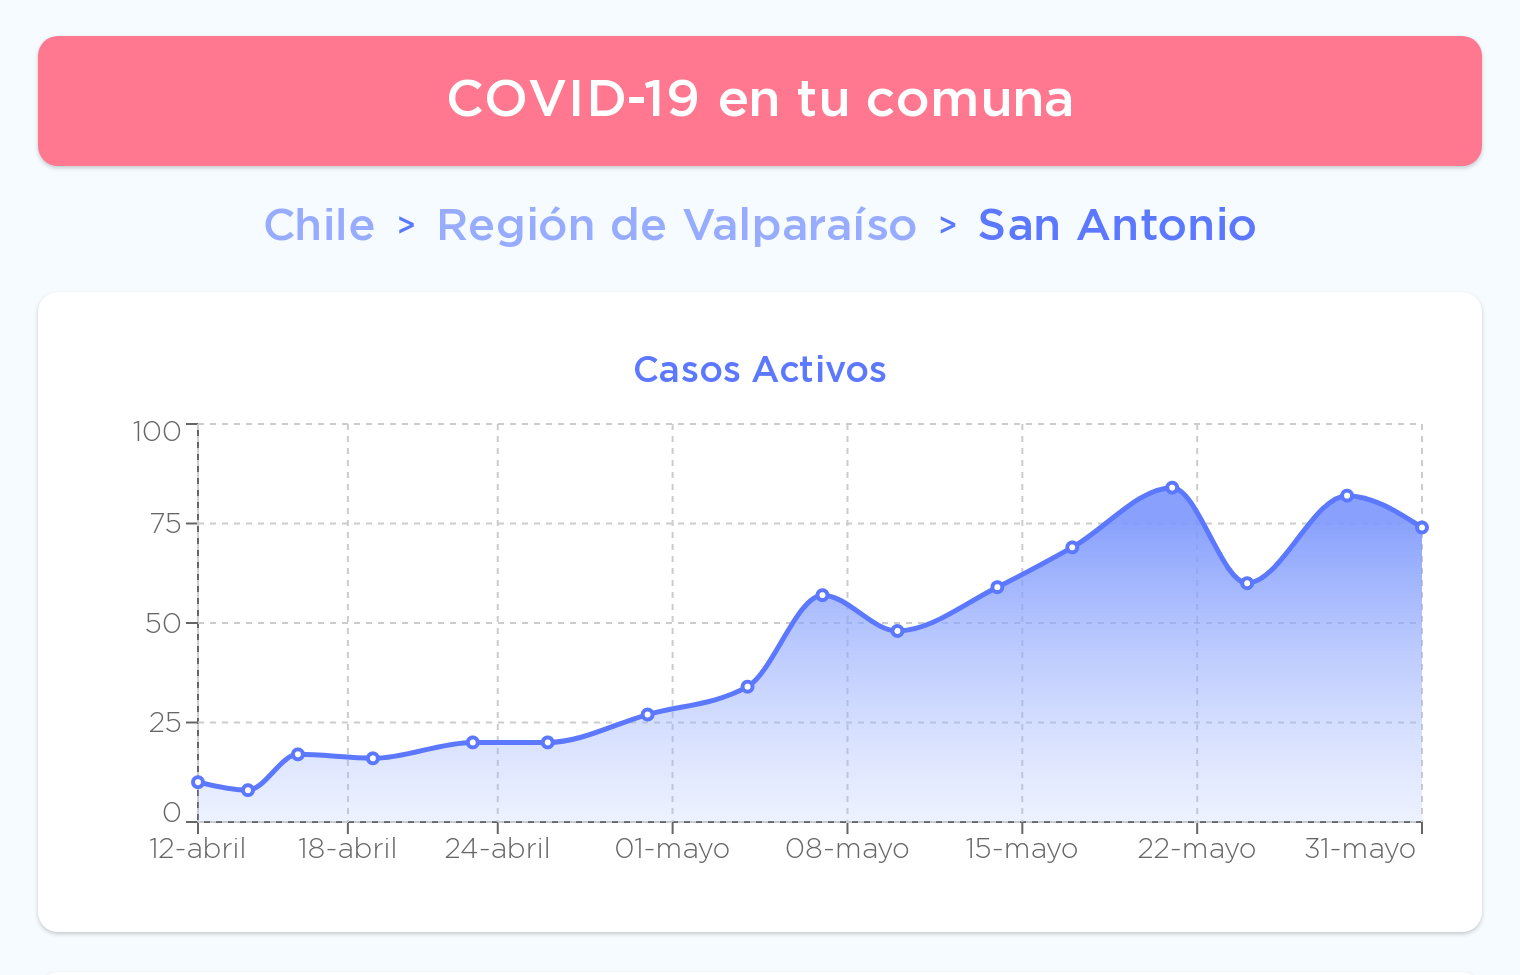 COVID-19 en tu comuna
Chile > Región de Valparaíso > San Antonio
Casos Activos
100
75
50
25
0
12-abril 18-abril 24-abril 01-mayo 08-mayo 15-mayo 22-mayo 31-mayo